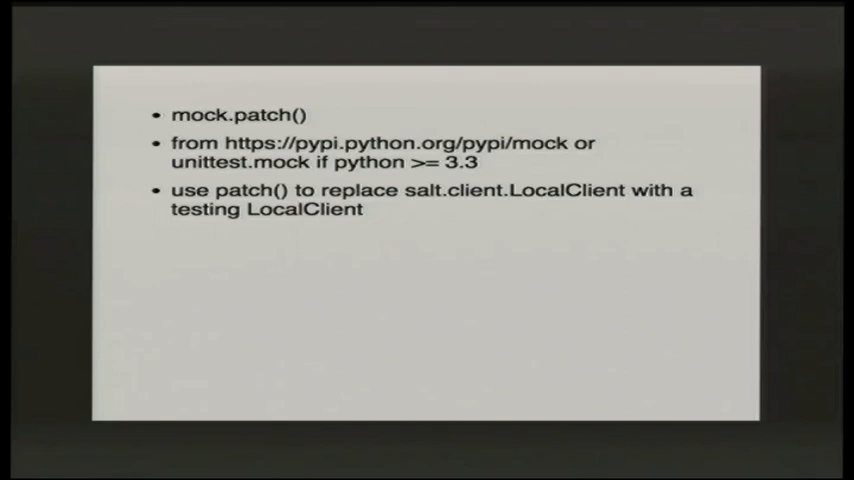 • mock.patch()
• from https://pypi.python.org/pypi/mock or
unittest.mock if python >= 3.3
• use patch() to replace salt.client.LocalClient with a
testing LocalClient